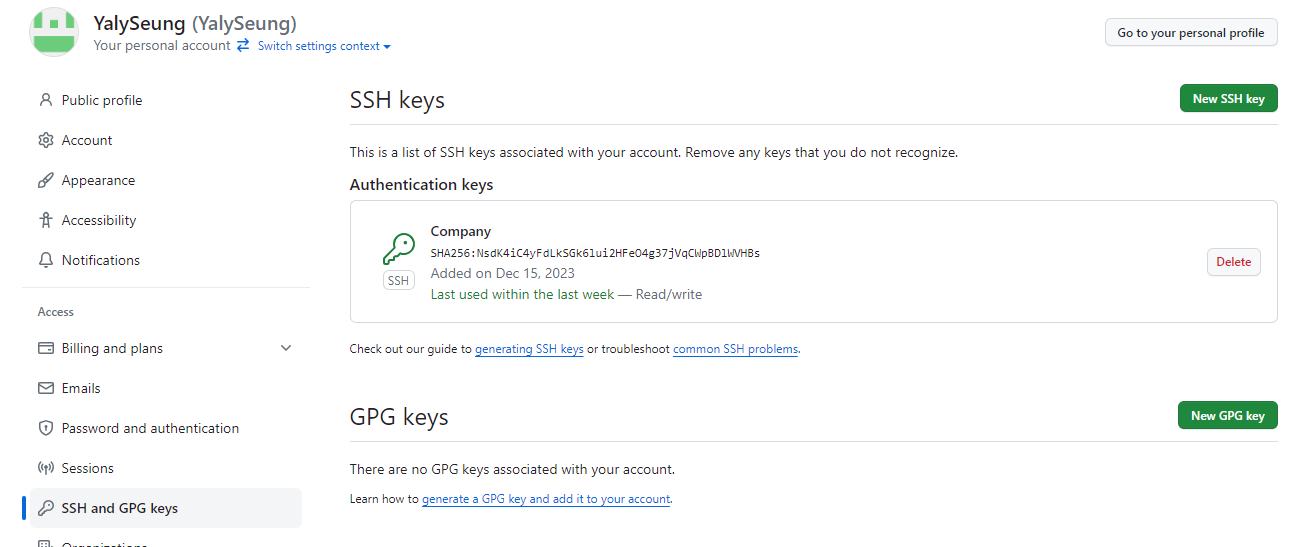 YalySeung (YalySeung)
Your personal account Switch settings context
Go to your personal profile
Public profile
Account
Appearance
Accessibility
Notifications
Access
Billing and plans
Emails
Password and authentication
Sessions
SSH and GPG keys
Organizations
SSH keys
New SSH key
This is a list of SSH keys associated with your account. Remove any keys that you do not recognize.
Authentication keys
Company
SHA256:NsdK4iC4yFdLkSGk6lui2HFeO4g37jVqCWpBDlWVHBs
SSH
Added on Dec 15, 2023
Last used within the last week — Read/write
Delete
Check out our guide to generating SSH keys or troubleshoot common SSH problems.
GPG keys
New GPG key
There are no GPG keys associated with your account.
Learn how to generate a GPG key and add it to your account.